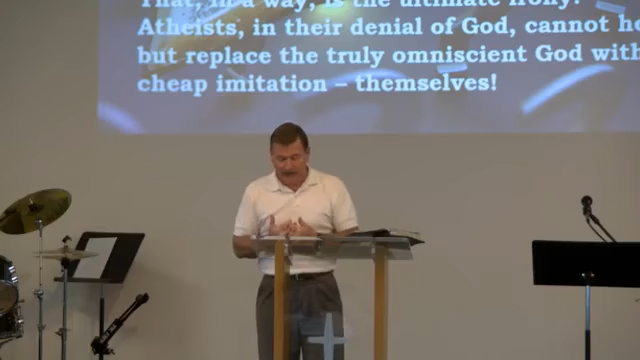 That, in a way, is the ultimate irony!
Atheists, in their denial of God, cannot he
but replace the truly omniscient God with
cheap imitation – themselves!